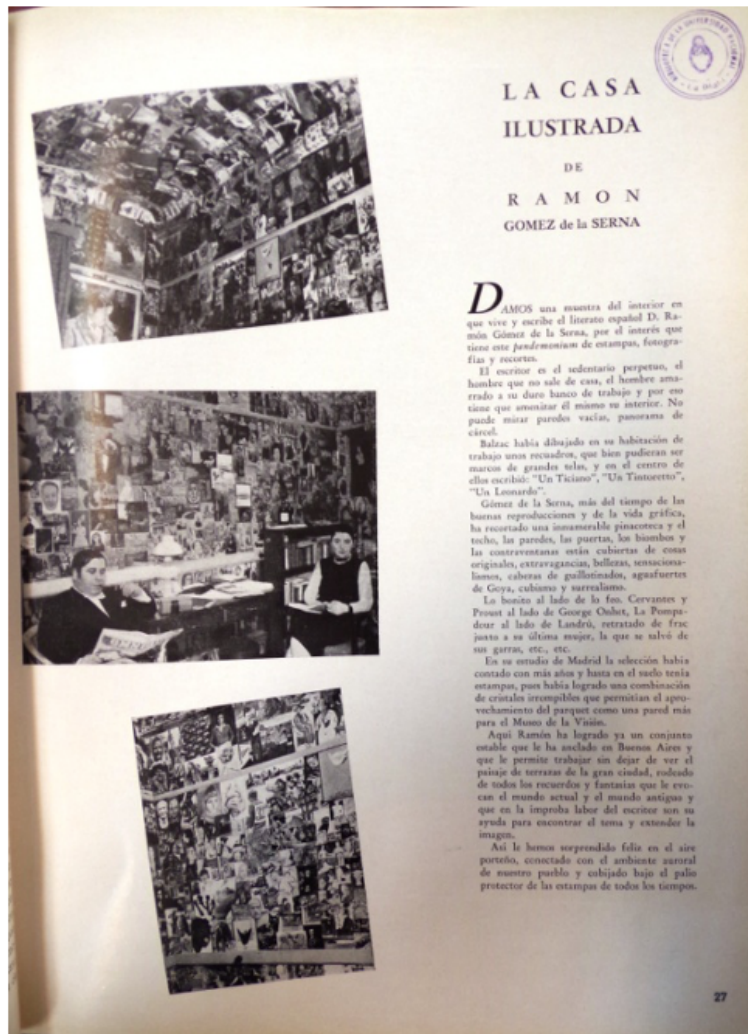 LA CASA
ILUSTRADA
DE
RAMON
GOMEZ de la SERNA
DAMOS una muestra del interior en
que vive y escribe el literato español D. Ra-
món Gómez de la Serna, por el interés que
tiene este pandemonium de estampas, fotogra-
fías y recortes.
El escritor es el sedentario perpetuo, el
hombre que no sale de casa, el hombre ama-
rrado a su duro banco de trabajo y por eso
tiene que amenizar él mismo su interior. No
puede mirar paredes vacías, panorama de
cárcel.
Balzac había dibujado en su habitación de
trabajo unos recuadros, que bien pudieran ser
marcos de grandes telas, y en el centro de
ellos escribió: "Un Ticiano", "Un Tintoretto",
"Un Leonardo".
Gómez de la Serna, más del tiempo de las
buenas reproducciones y de la vida gráfica,
ha recortado una innumerable pinacoteca y el
techo, las paredes, las puertas, los biombos y
las contraventanas están cubiertas de cosas
originales, extravagancias, bellezas, sensaciona-
lismos, cabezas de guillotinados, aguafuertes
de Goya, cubismo y surrealismo.
Lo bonito al lado de lo feo. Cervantes y
Proust al lado de George Onhet, La Pompa-
dour al lado de Landrú, retratado de frac
junto a su última mujer, la que se salvó de
sus garras, etc., etc.
En su estudio de Madrid la selección había
contado con más años y hasta en el suelo tenía
estampas, pues había logrado una combinación
de cristales irrompibles que permitían el apro-
vechamiento del parquet como una pared más
para el Museo de la Visión.
Aquí Ramón ha logrado ya un conjunto
estable que le ha anclado en Buenos Aires y
que le permite trabajar sin dejar de ver el
paisaje de terrazas de la gran ciudad, rodeado
de todos los recuerdos y fantasías que le evo-
can el mundo actual y el mundo antiguo y
que en la ímproba labor del escritor son su
ayuda para encontrar el tema y extender la
imagen.
Así le hemos sorprendido feliz en el aire
porteño, conectado con el ambiente auroral
de nuestro pueblo y cobijado bajo el palio
protector de las estampas de todos los tiempos.
27